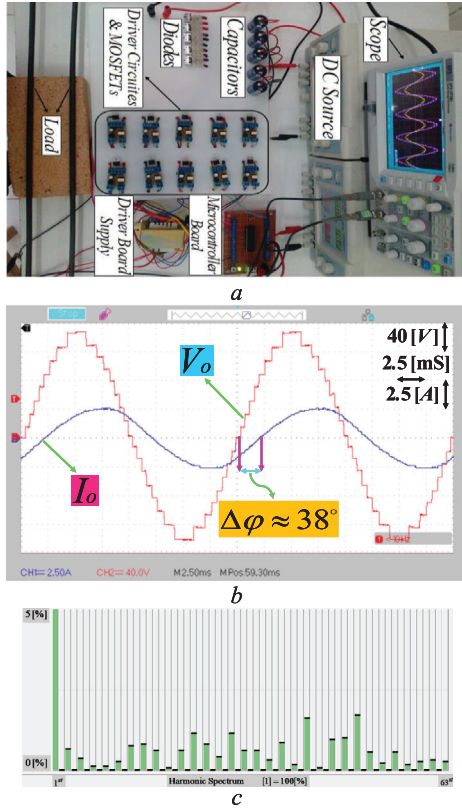 Driver Circuites
& MOSFETs
Diodes
Capacitors
DC Source
Scope
Load
Driver Board
Supply
Microcontroller
Board
a
Stop
40 [V]
2.5 [mS]
2.5 [A]
Vo
Io
Δφ ≈ 38°
CH1= 2.50A CH2= 40.0V M 2.50ms M Pos:59.30ms
b
5 [%]
0 [%]
1st Harmonic Spectrum [1] = 100[%] 63st
c